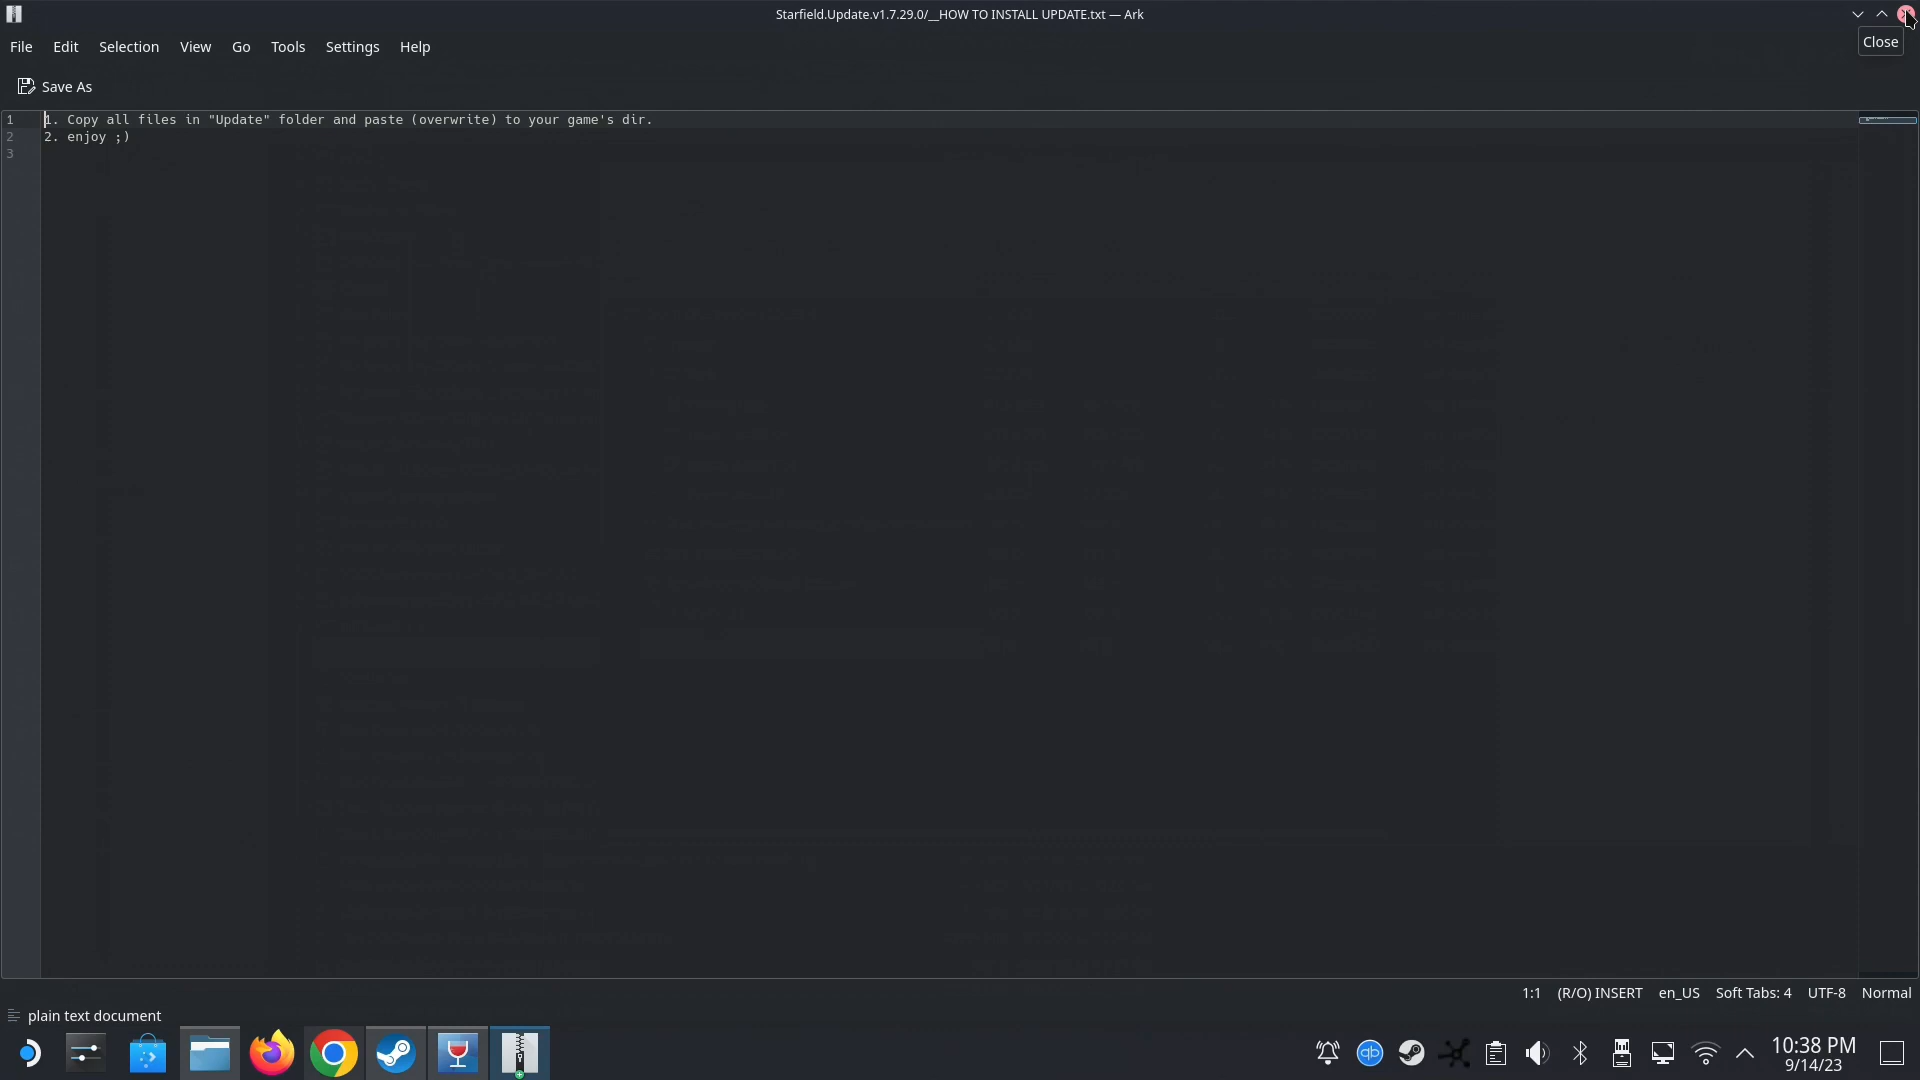 Starfield.Update.v1.7.29.0/__HOW TO INSTALL UPDATE.txt — Ark
File Edit Selection View Go Tools Settings Help
Close
Save As
1 1. Copy all files in "Update" folder and paste (overwrite) to your game's dir.
2 2. enjoy ;)
3
1:1 (R/O) INSERT en_US Soft Tabs: 4 UTF-8 Normal
plain text document
10:38 PM
9/14/23